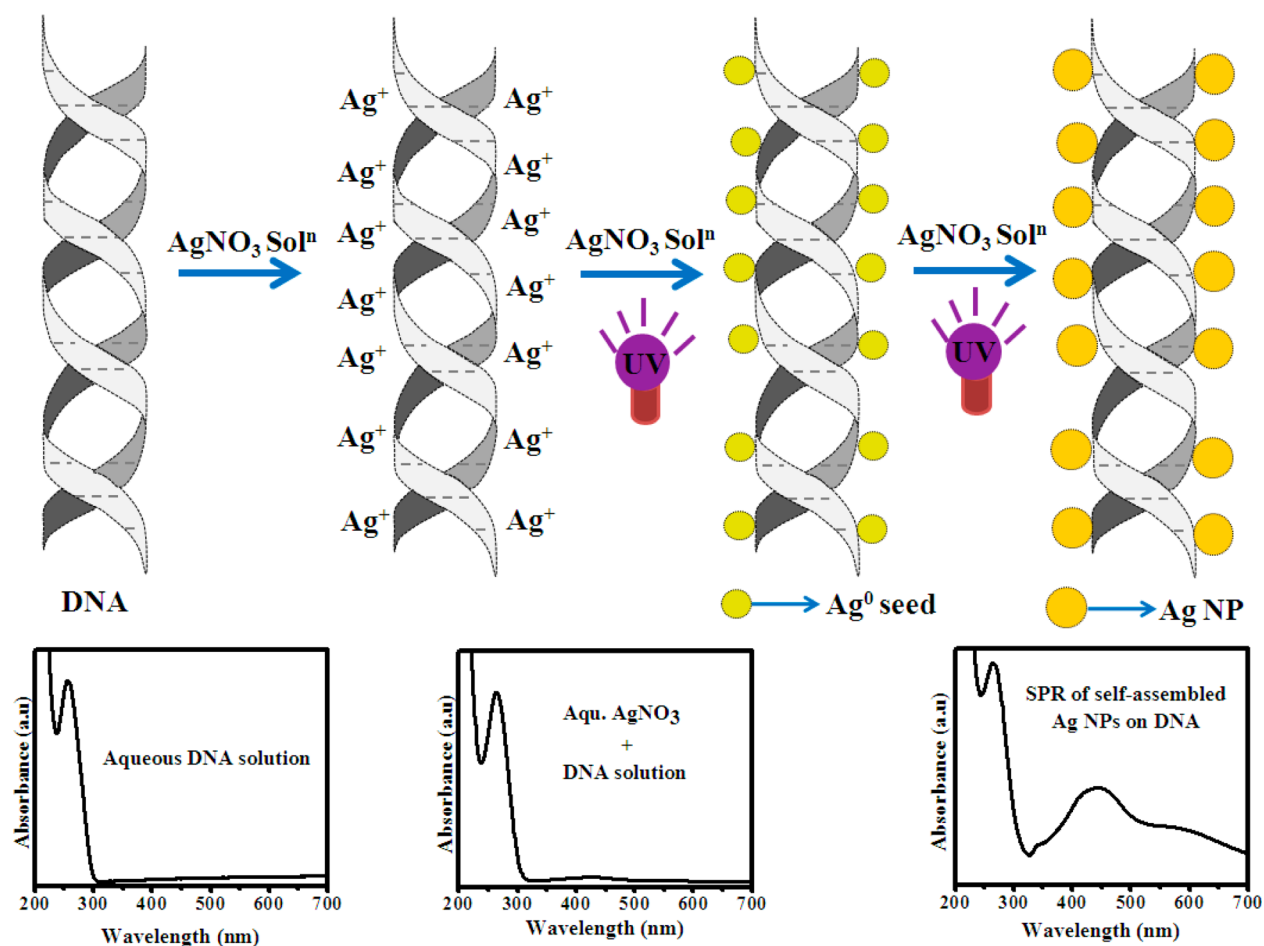 Ag⁺ Ag⁺
Ag⁺ Ag⁺
Ag⁺ Ag⁺
AgNO₃ Solⁿ AgNO₃ Solⁿ AgNO₃ Solⁿ
Ag⁺ Ag⁺
Ag⁺ Ag⁺
UV UV
Ag⁺ Ag⁺
Ag⁺ Ag⁺
DNA Ag⁰ seed Ag NP
Absorbance (a.u)
Aqueous DNA solution
200 300 400 500 600 700
Wavelength (nm)
Absorbance (a.u)
Aqu. AgNO₃
+
DNA solution
200 300 400 500 600 700
Wavelength (nm)
Absorbance (a.u)
SPR of self-assembled
Ag NPs on DNA
200 300 400 500 600 700
Wavelength (nm)